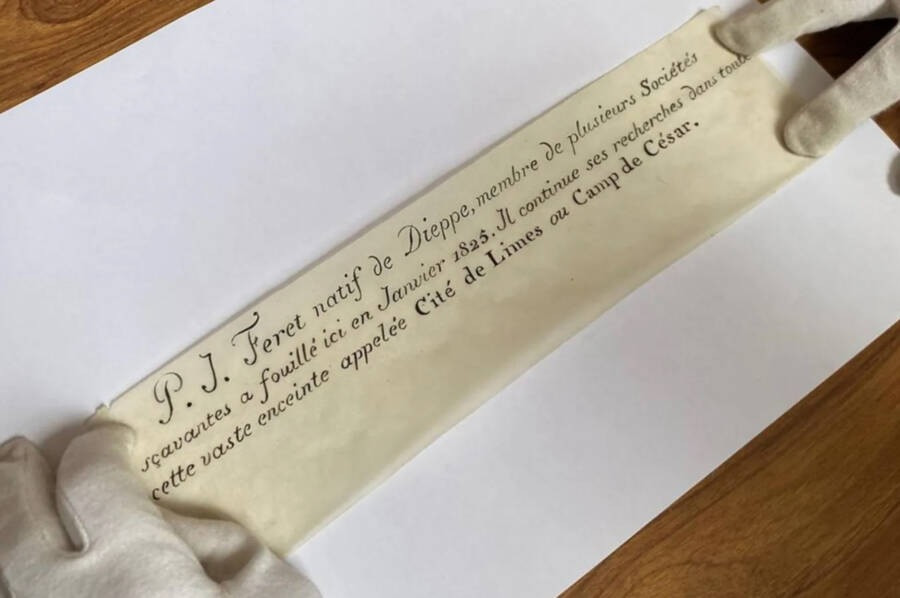 P. J. Feret natif de Dieppe, membre de plusieurs Sociétés
sçavantes a fouillé ici en Janvier 1825. Il continue ses recherches dans toute
cette vaste enceinte appelée Cité de Limes ou Camp de César.